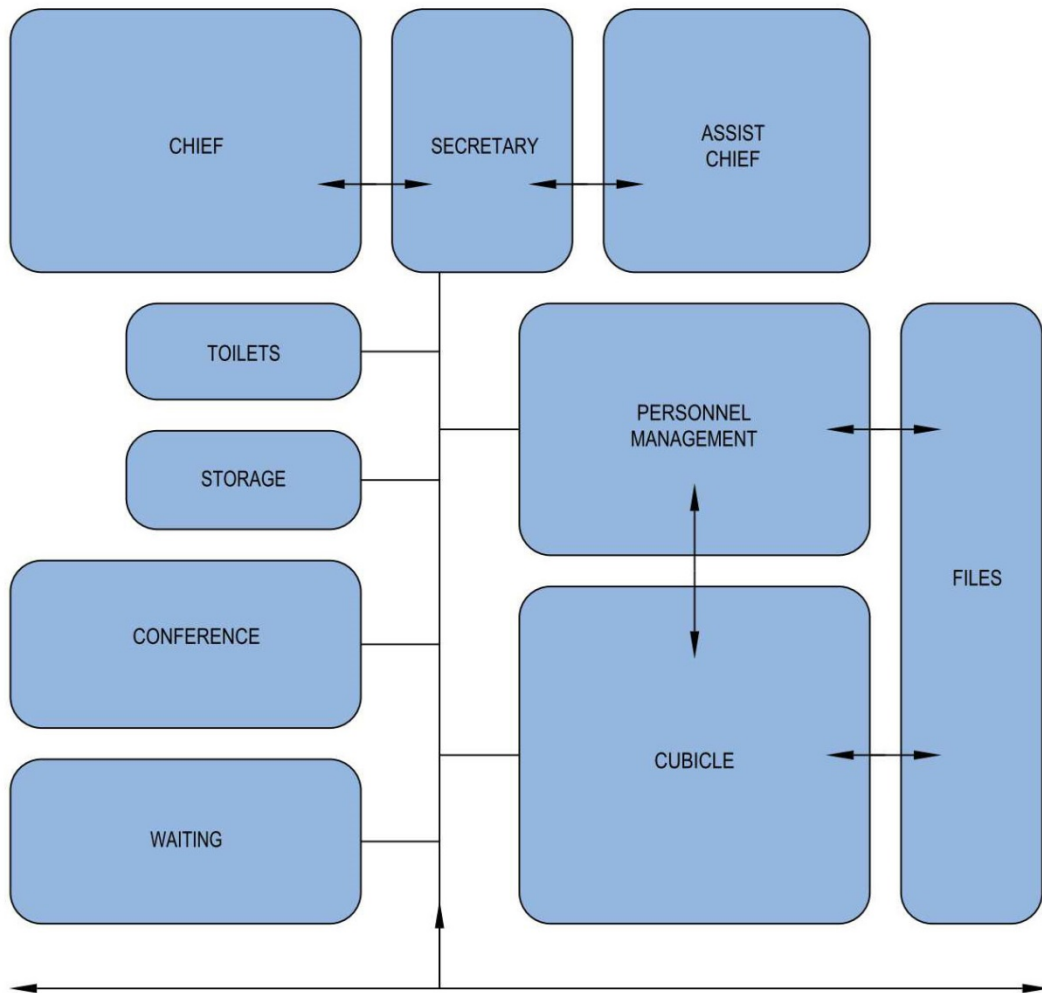 CHIEF
SECRETARY
ASSIST
CHIEF
TOILETS
PERSONNEL
MANAGEMENT
STORAGE
FILES
CONFERENCE
CUBICLE
WAITING